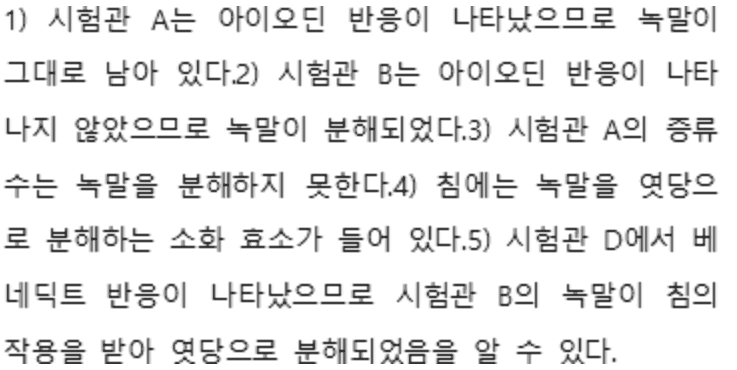 1) 시험관 A는 아이오딘 반응이 나타났으므로 녹말이
그대로 남아 있다.2) 시험관 B는 아이오딘 반응이 나타
나지 않았으므로 녹말이 분해되었다.3) 시험관 A의 증류
수는 녹말을 분해하지 못한다.4) 침에는 녹말을 엿당으
로 분해하는 소화 효소가 들어 있다.5) 시험관 D에서 베
네딕트 반응이 나타났으므로 시험관 B의 녹말이 침의
작용을 받아 엿당으로 분해되었음을 알 수 있다.